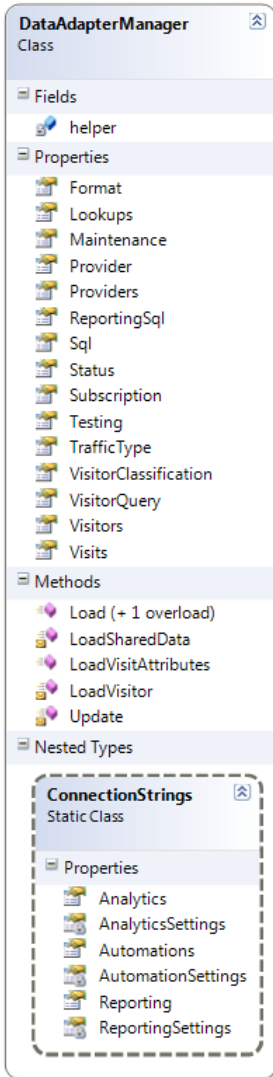 DataAdapterManager
Class
Fields
helper
Properties
Format
Lookups
Maintenance
Provider
Providers
ReportingSql
Sql
Status
Subscription
Testing
TrafficType
VisitorClassification
VisitorQuery
Visitors
Visits
Methods
Load (+ 1 overload)
LoadSharedData
LoadVisitAttributes
LoadVisitor
Update
Nested Types
ConnectionStrings
Static Class
Properties
Analytics
AnalyticsSettings
Automations
AutomationSettings
Reporting
ReportingSettings